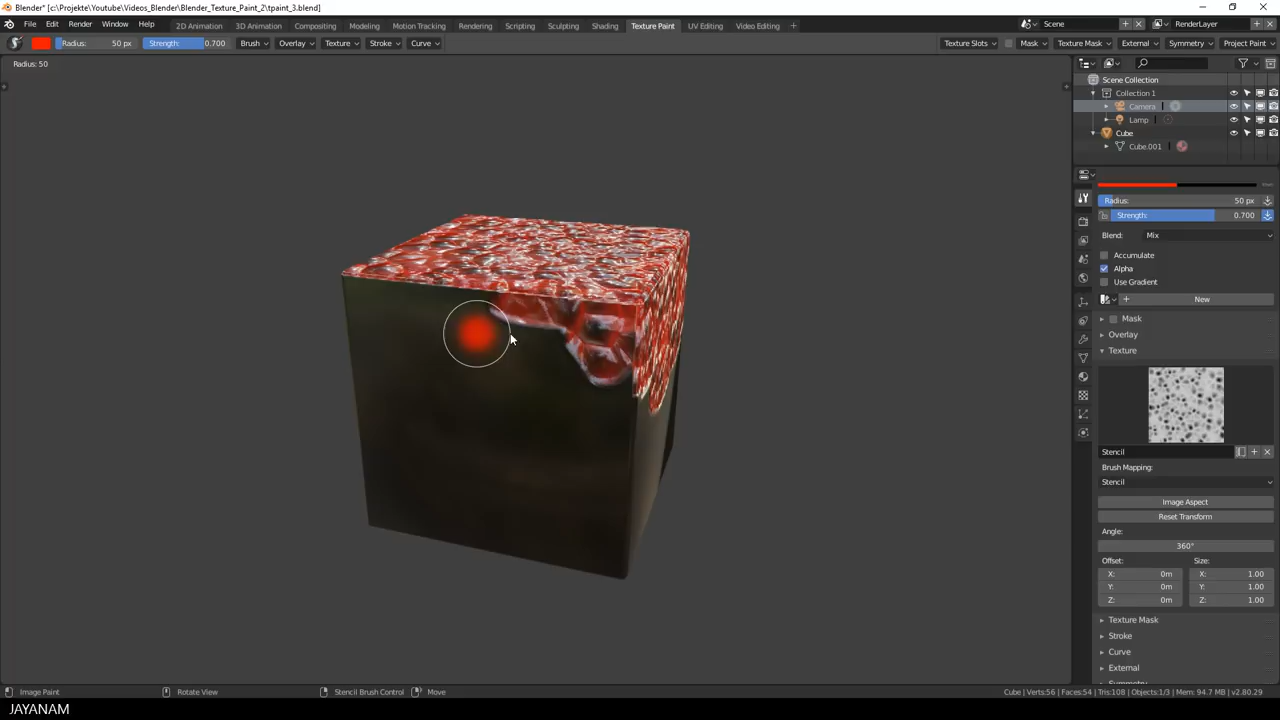 Blender* [c:\Projekte\Youtube\Videos_Blender\Blender_Texture_Paint_2\tpaint_3.blend]
File Edit Render Window Help 2D Animation 3D Animation Compositing Modeling Motion Tracking Rendering Scripting Sculpting Shading Texture Paint UV Editing Video Editing + Scene RenderLayer
Radius: 50 px Strength: 0.700 Brush Overlay Texture Stroke Curve Texture Slots Mask Texture Mask External Symmetry Project Paint
Radius: 50
Scene Collection
Collection 1
Camera
Lamp
Cube
Cube.001
Radius: 50 px
Strength: 0.700
Blend: Mix
Accumulate
Alpha
Use Gradient
New
Mask
Overlay
Texture
Stencil
Brush Mapping:
Stencil
Image Aspect
Reset Transform
Angle:
360°
Offset: Size:
X: 0m X: 1.00
Y: 0m Y: 1.00
Z: 0m Z: 1.00
Texture Mask
Stroke
Curve
External
Image Paint Rotate View Stencil Brush Control Move Cube | Verts:56 | Faces:54 | Tris:108 | Objects:1/3 | Mem: 94.7 MB | v2.80.29
JAYANAM